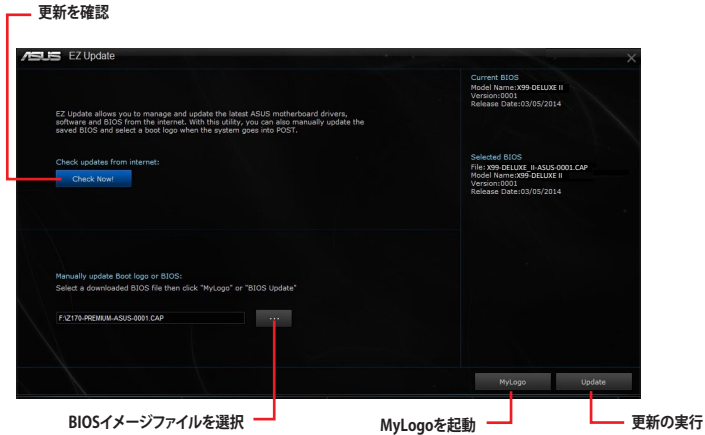 更新を確認
ASUS EZ Update
EZ Update allows you to manage and update the latest ASUS motherboard drivers,
software and BIOS from the internet. With this utility, you can also manually update the
saved BIOS and select a boot logo when the system goes into POST.
Check updates from internet:
Check Now!
Current BIOS
Model Name:X99-DELUXE II
Version:0001
Release Date:03/05/2014
Selected BIOS
File: X99-DELUXE_II-ASUS-0001.CAP
Model Name:X99-DELUXE II
Version:0001
Release Date:03/05/2014
Manually update Boot logo or BIOS:
Select a downloaded BIOS file then click "MyLogo" or "BIOS Update"
F:\Z170-PREMIUM-ASUS-0001.CAP
...
MyLogo
Update
BIOSイメージファイルを選択
MyLogoを起動
更新の実行